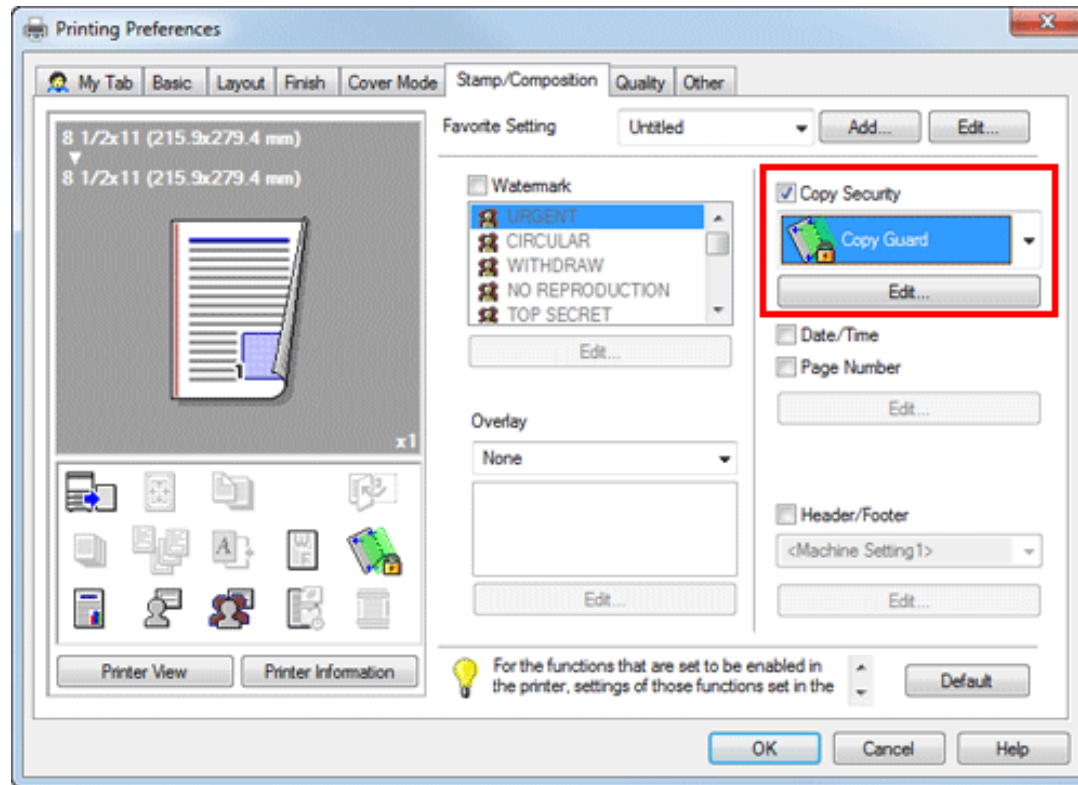 Printing Preferences
My Tab Basic Layout Finish Cover Mode Stamp/Composition Quality Other
8 1/2x11 (215.9x279.4 mm)
8 1/2x11 (215.9x279.4 mm)
1
x1
Printer View Printer Information
Favorite Setting Untitled Add... Edit...
Watermark
URGENT
CIRCULAR
WITHDRAW
NO REPRODUCTION
TOP SECRET
Edit...
Overlay
None
Edit...
Copy Security
Copy Guard
Edit...
Date/Time
Page Number
Edit...
Header/Footer
<Machine Setting1>
Edit...
For the functions that are set to be enabled in
the printer, settings of those functions set in the
Default
OK Cancel Help